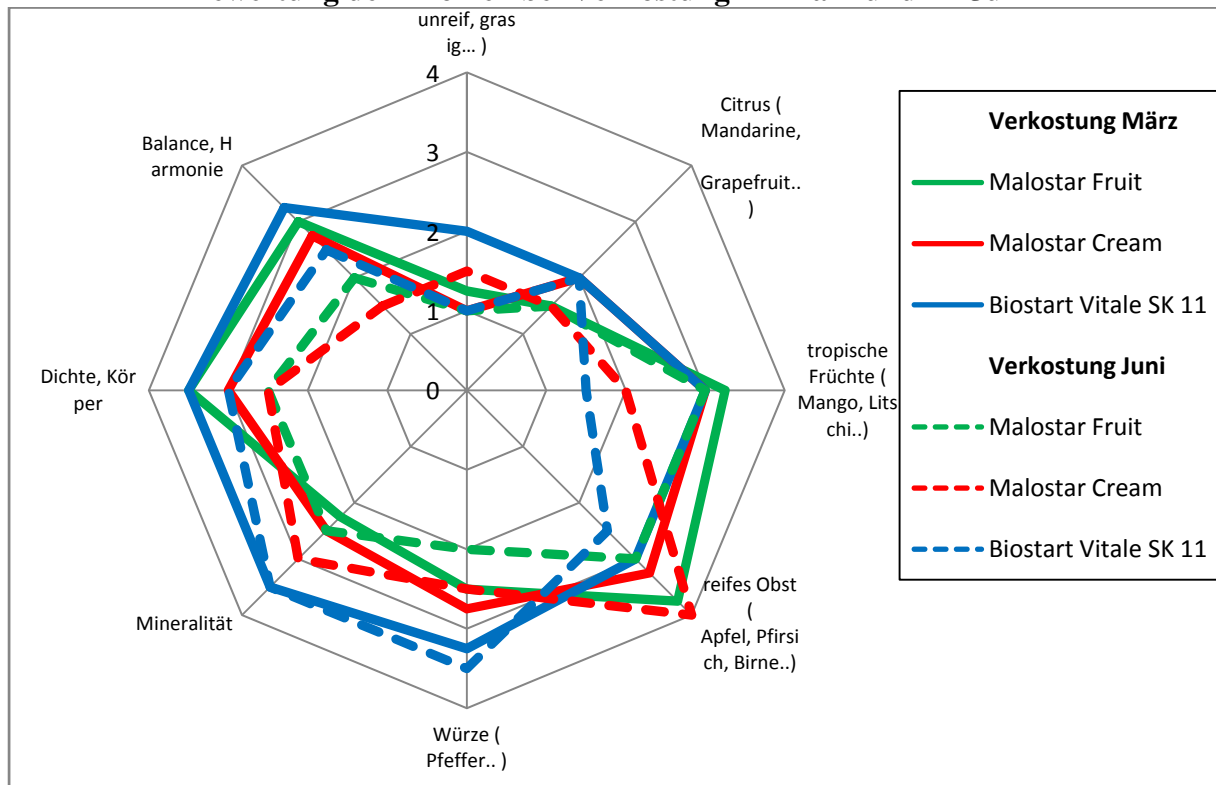 unreif, gras
ig... )
4
3
2
1
0
Citrus (
Mandarine,
Grapefruit..
)
tropische
Früchte (
Mango, Lits
chi..)
reifes Obst
(
Apfel, Pfirsi
ch, Birne..)
Würze (
Pfeffer.. )
Mineralität
Dichte, Kör
per
Balance, H
armonie
Verkostung März
Malostar Fruit
Malostar Cream
Biostart Vitale SK 11
Verkostung Juni
Malostar Fruit
Malostar Cream
Biostart Vitale SK 11